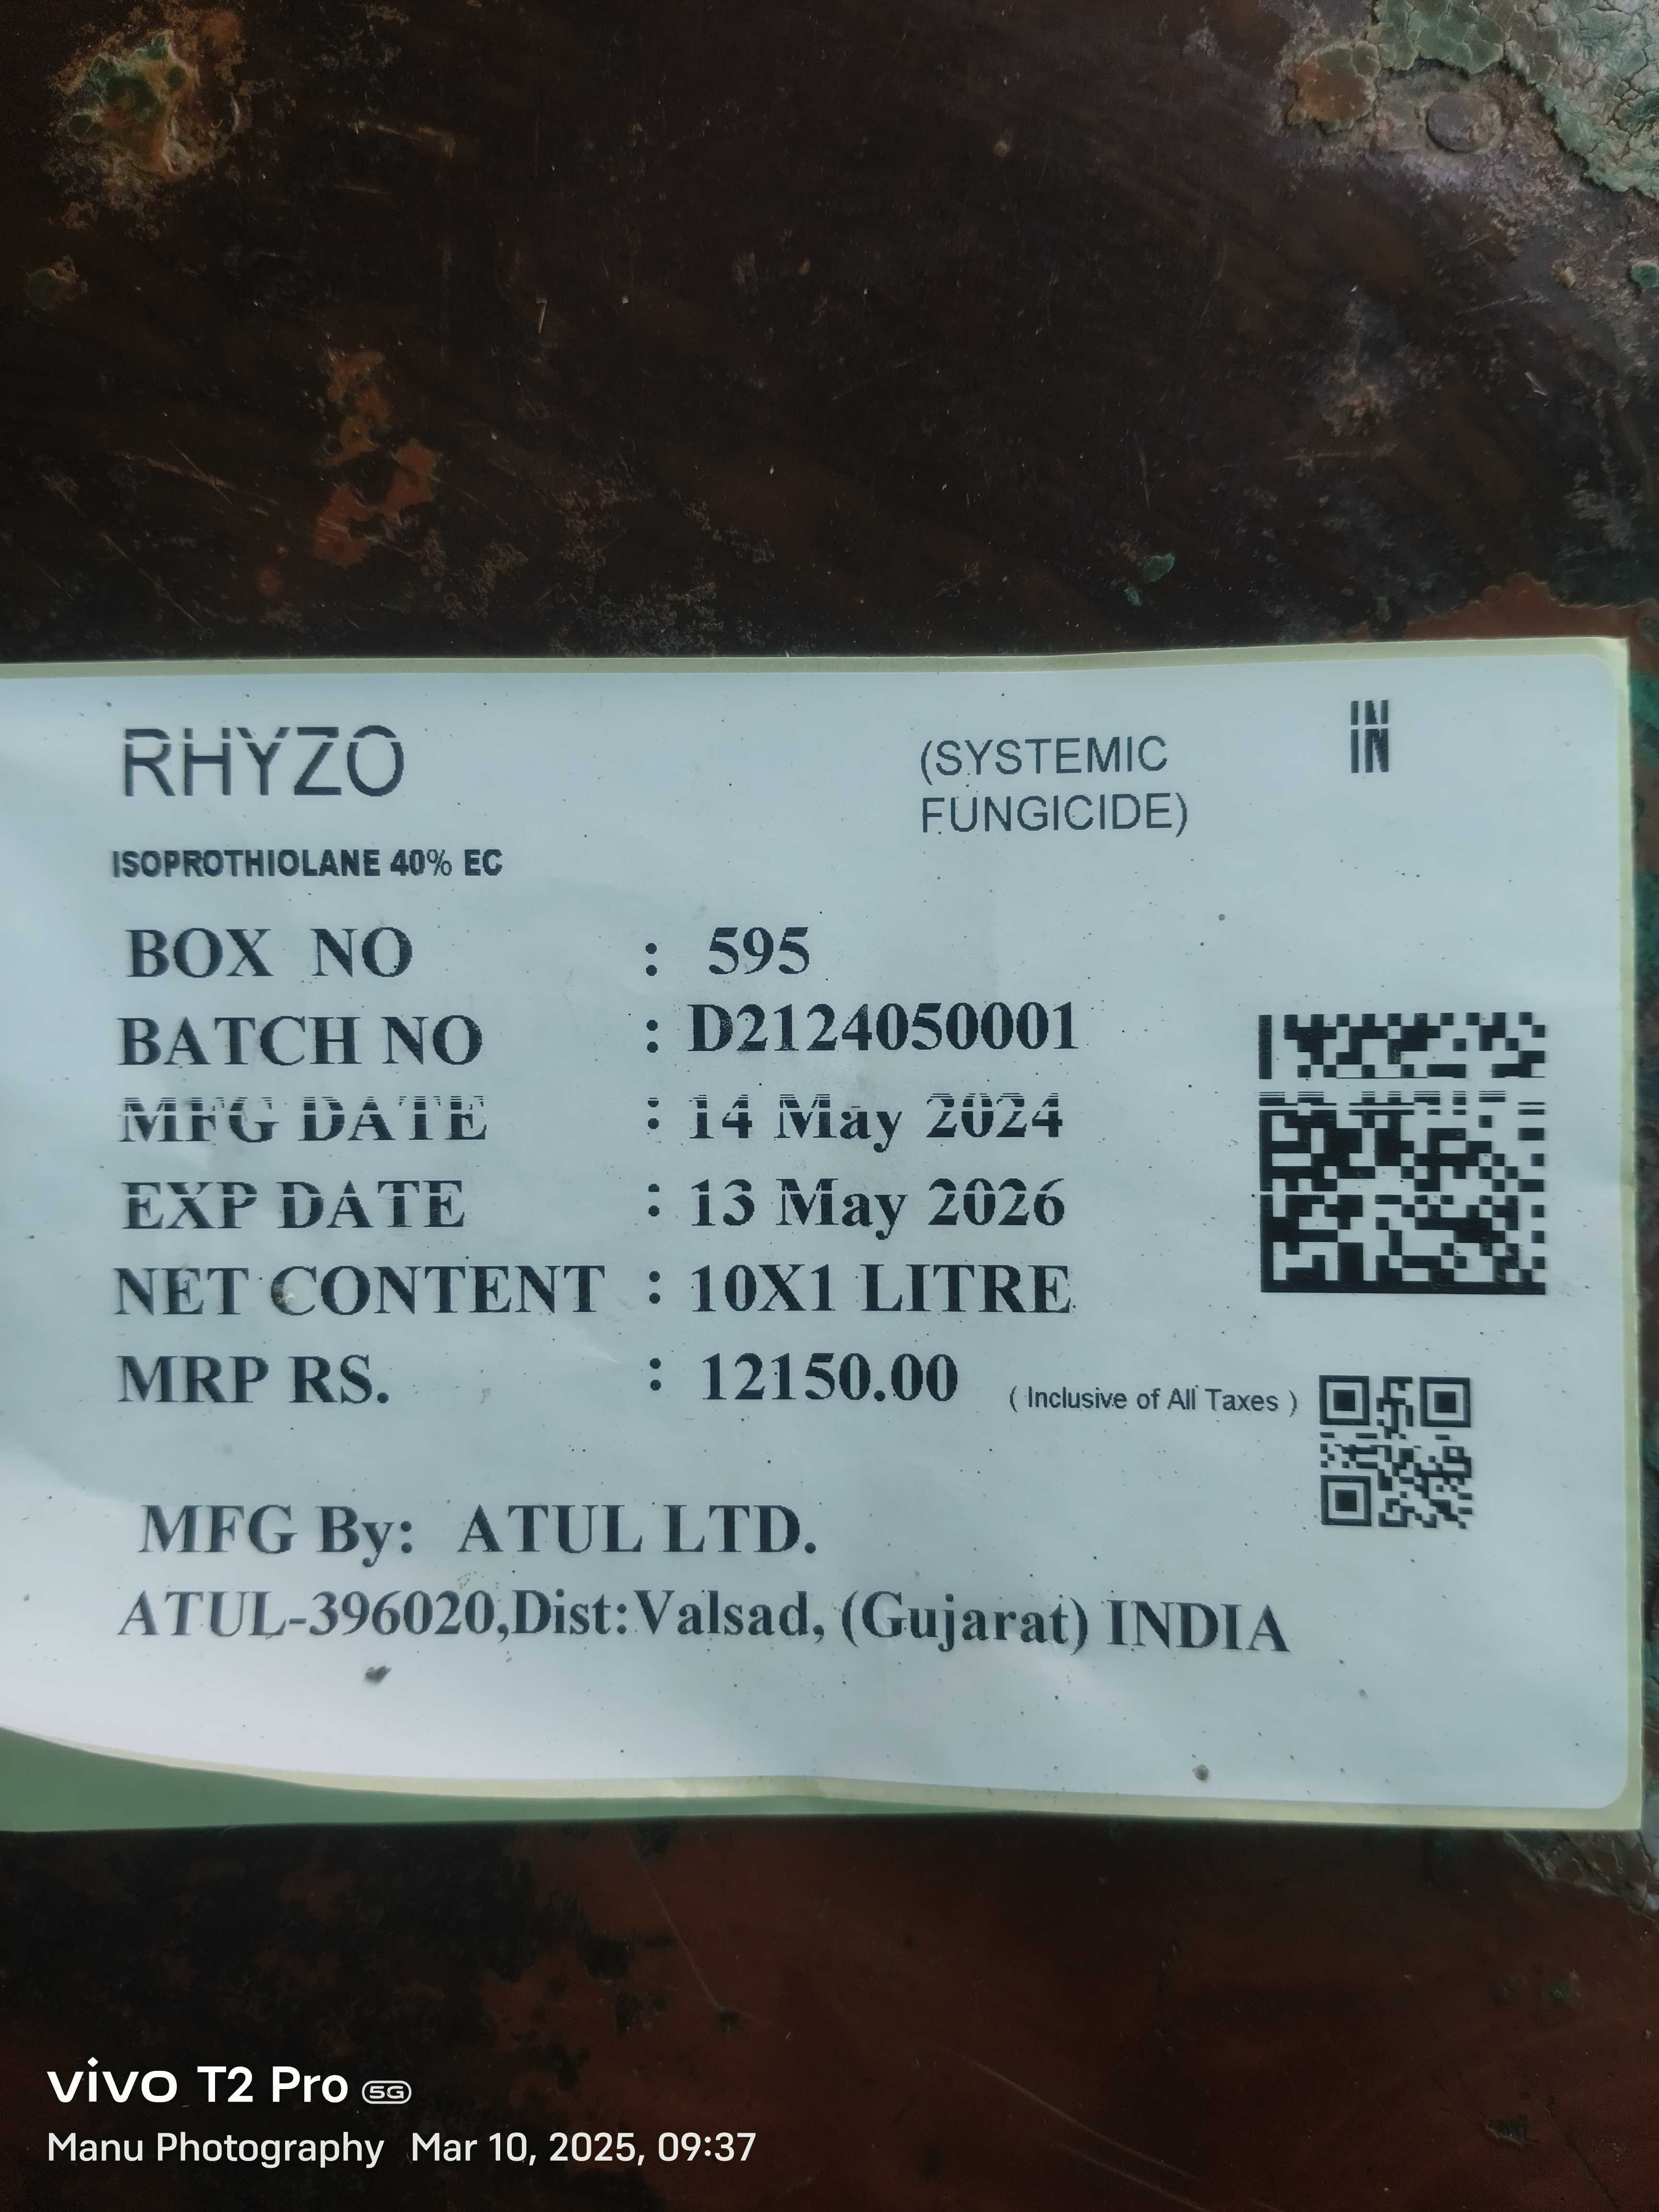 RHYZO
(SYSTEMIC
FUNGICIDE)
IN
IN
ISOPROTHIOLANE 40% EC
BOX NO : 595
BATCH NO : D2124050001
MFG DATE : 14 May 2024
EXP DATE : 13 May 2026
NET CONTENT : 10X1 LITRE
MRP RS. : 12150.00 ( Inclusive of All Taxes )
MFG By: ATUL LTD.
ATUL-396020,Dist:Valsad, (Gujarat) INDIA
vivo T2 Pro 5G
Manu Photography Mar 10, 2025, 09:37